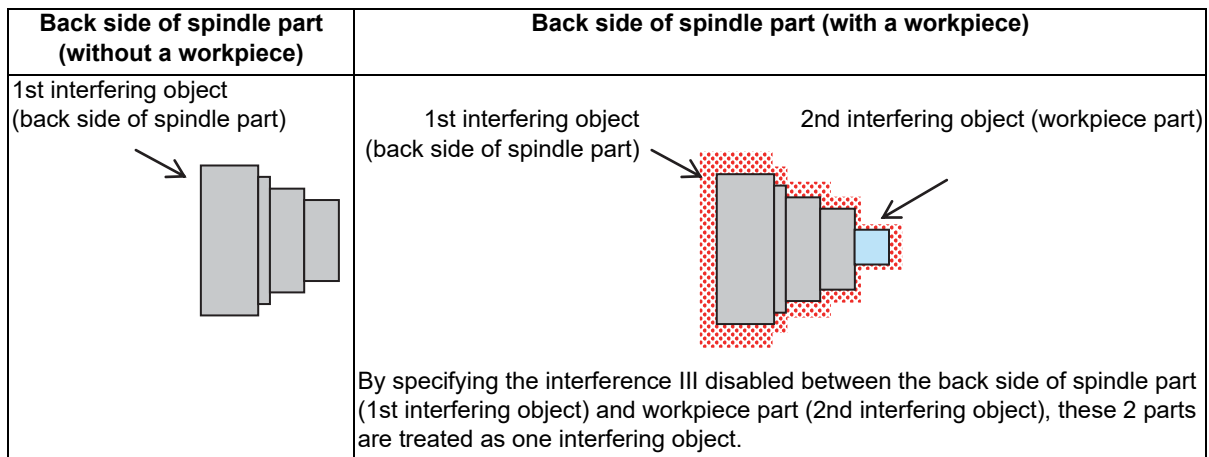 Back side of spindle part
(without a workpiece)
Back side of spindle part (with a workpiece)
1st interfering object
(back side of spindle part)
1st interfering object
(back side of spindle part)
2nd interfering object (workpiece part)
By specifying the interference III disabled between the back side of spindle part
(1st interfering object) and workpiece part (2nd interfering object), these 2 parts
are treated as one interfering object.